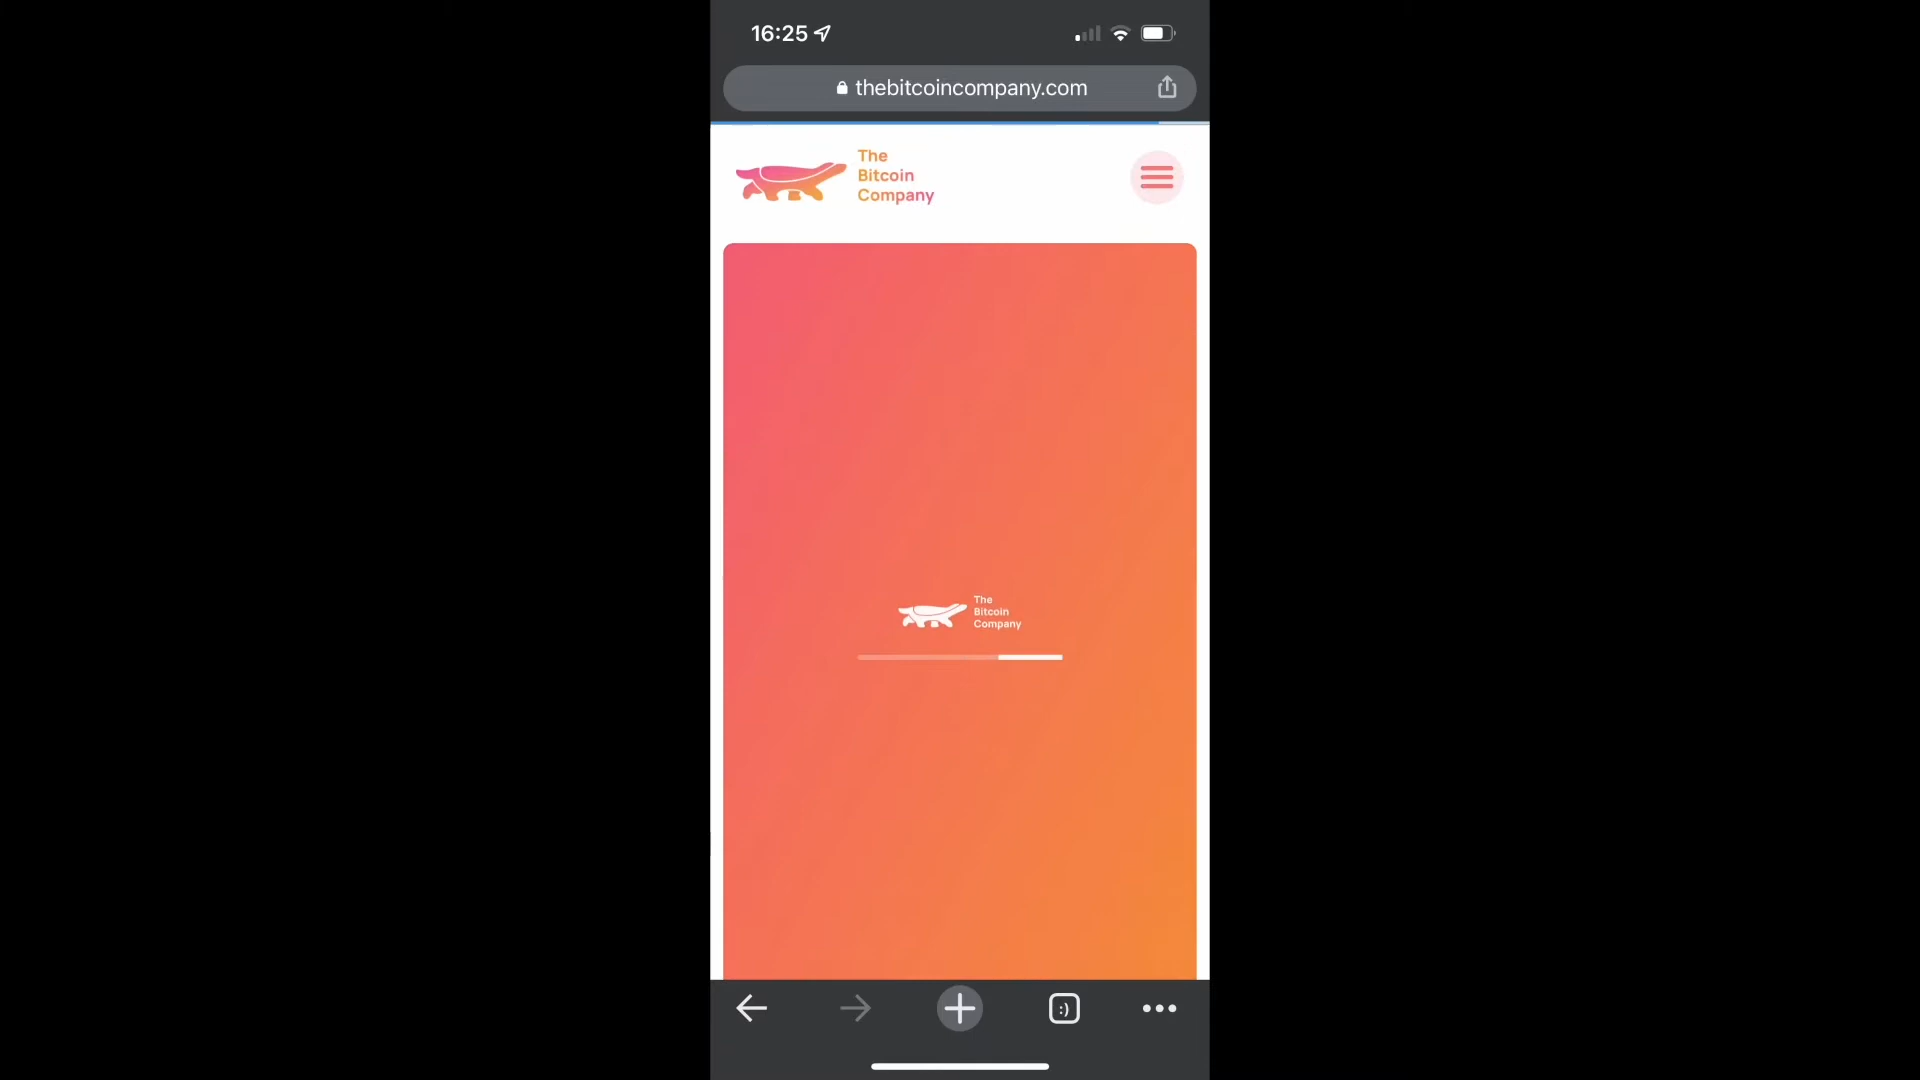 16:25
thebitcoincompany.com
The
Bitcoin
Company
The
Bitcoin
Company
:)